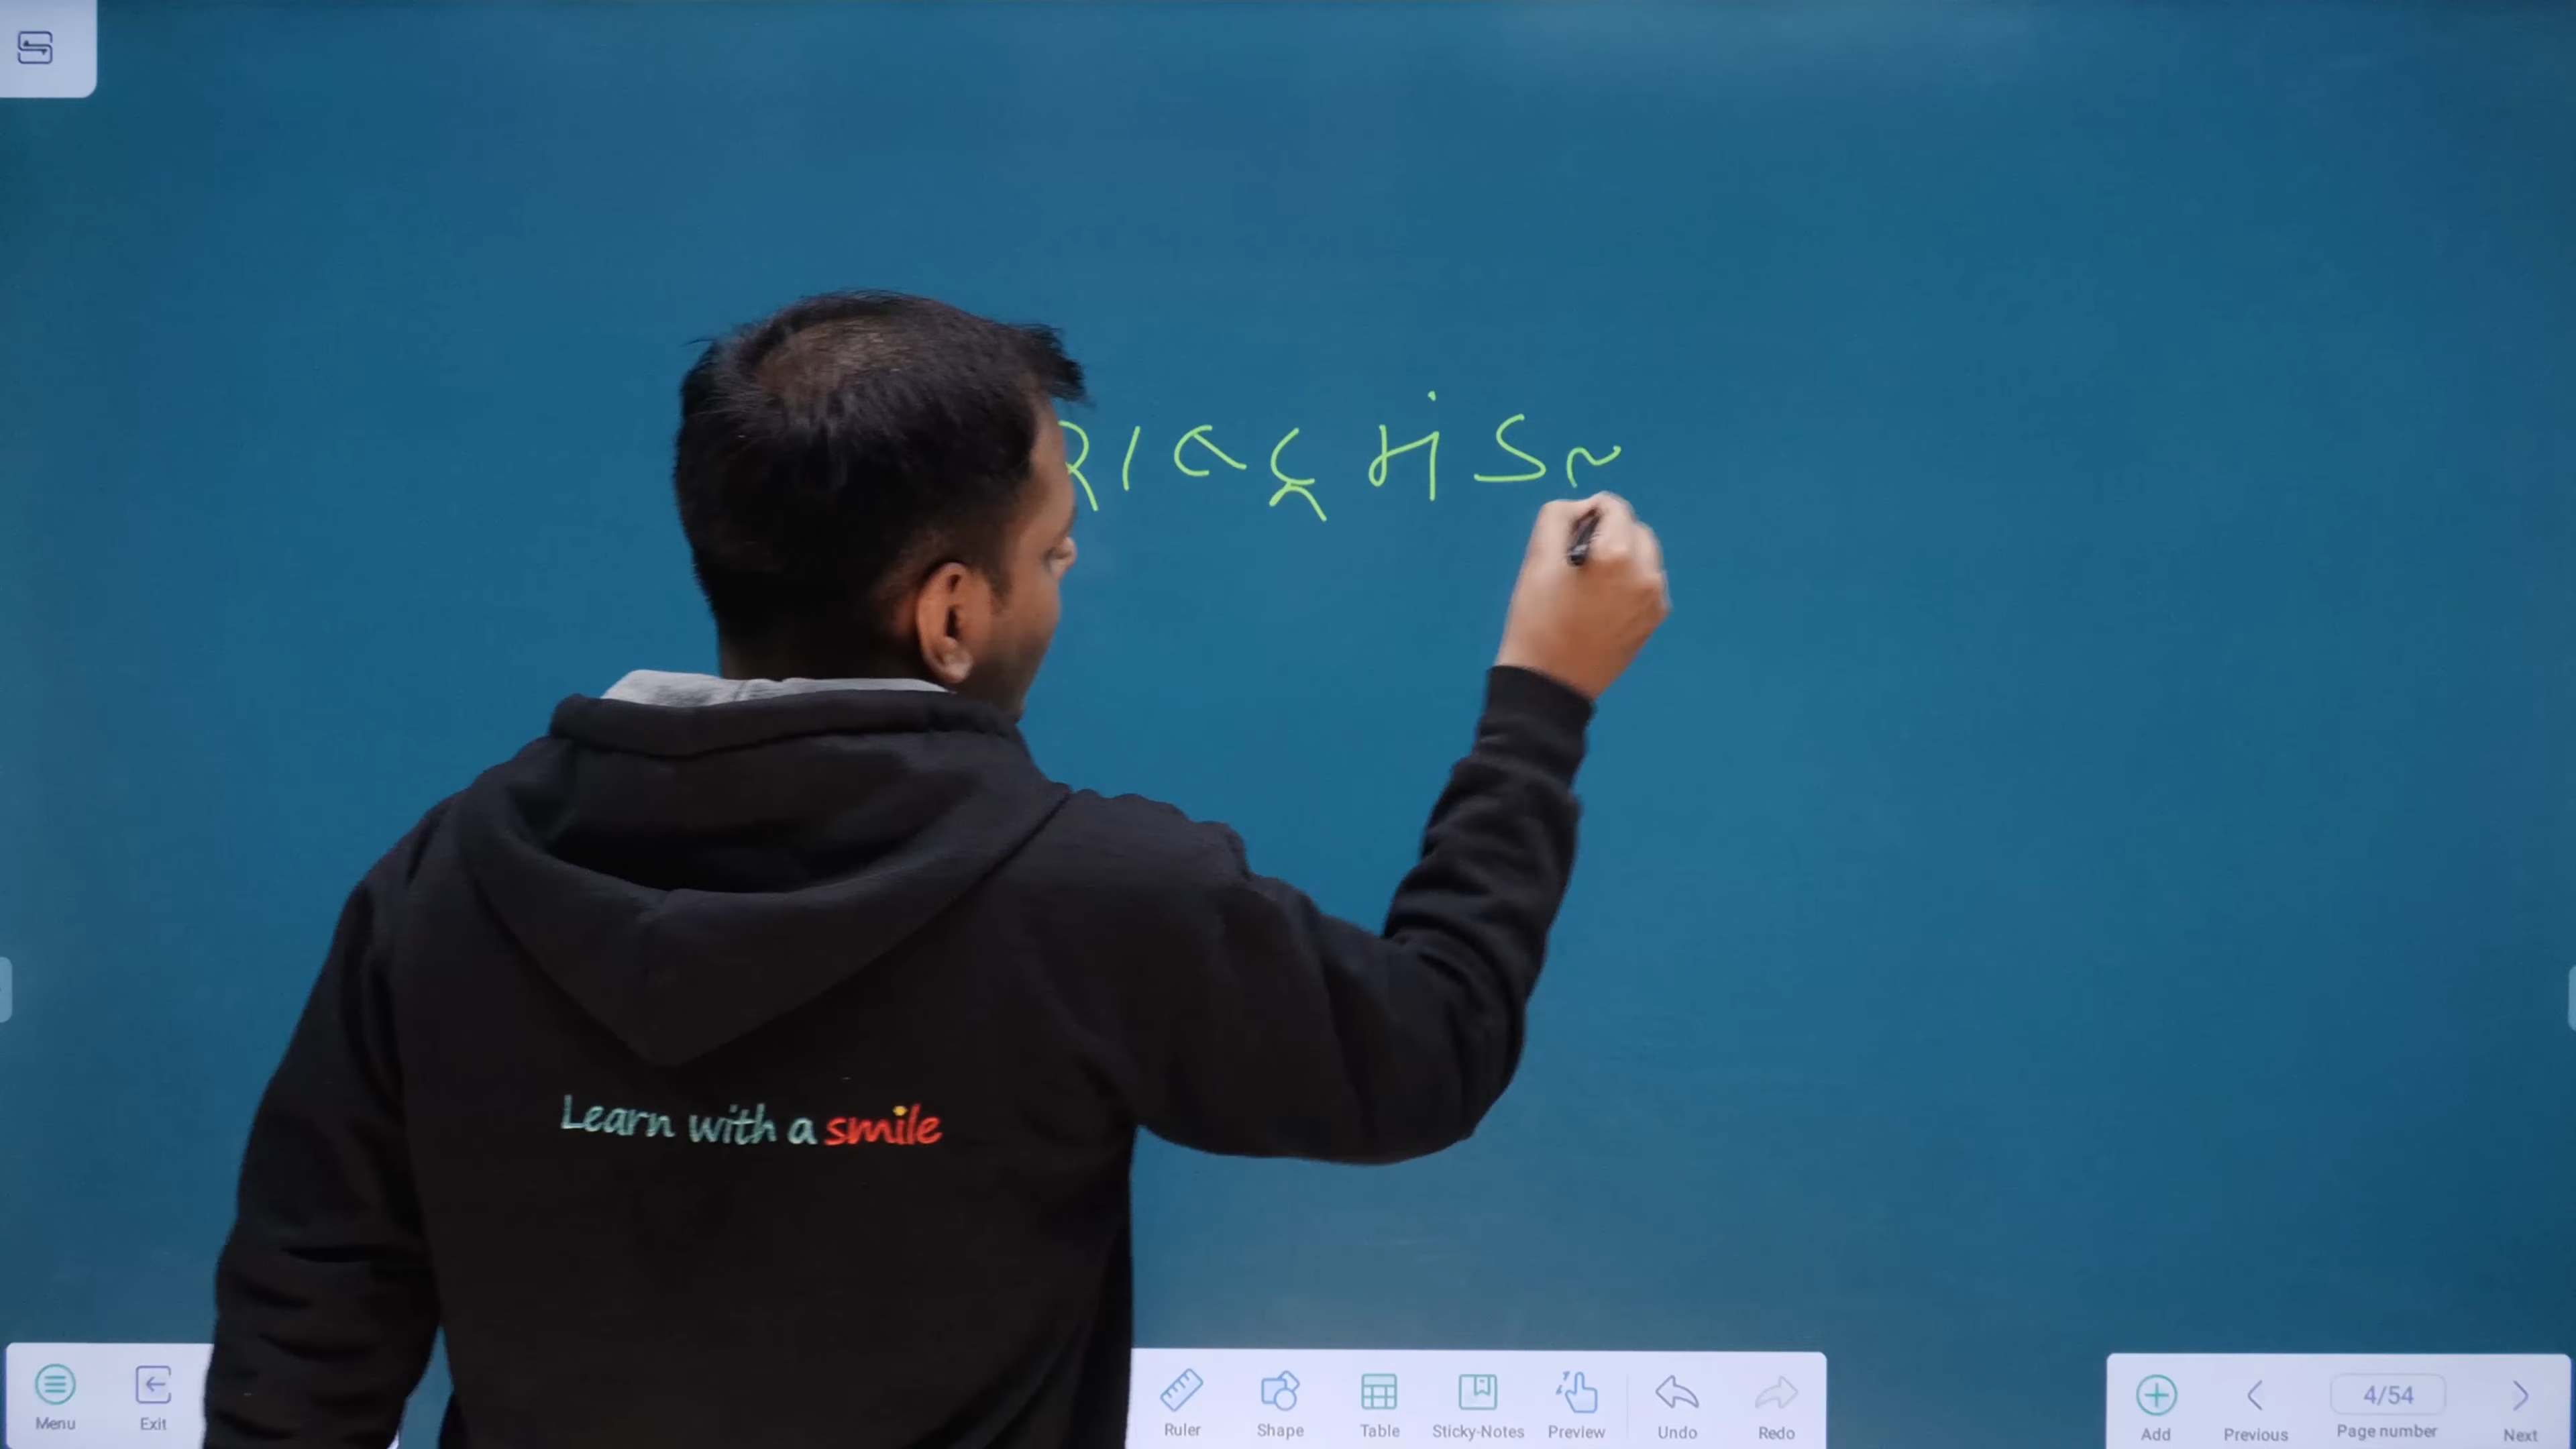 Learn with a smile
Menu
Exit
Ruler
Shape
Table
Sticky-Notes
Preview
Undo
Redo
Add
Previous
4/54
Page number
Next